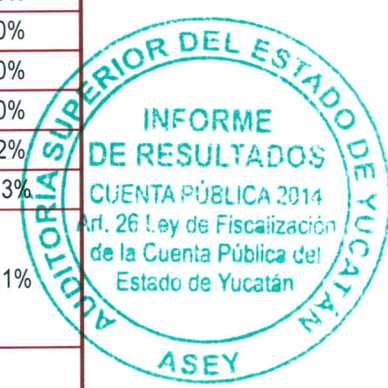 0%
0%
0%
2%
3%
1%
AUDITORÍA SUPERIOR DEL ESTADO DE YUCATÁN
INFORME
DE RESULTADOS
CUENTA PÚBLICA 2014
Art. 26 Ley de Fiscalización
de la Cuenta Pública del
Estado de Yucatán
ASEY